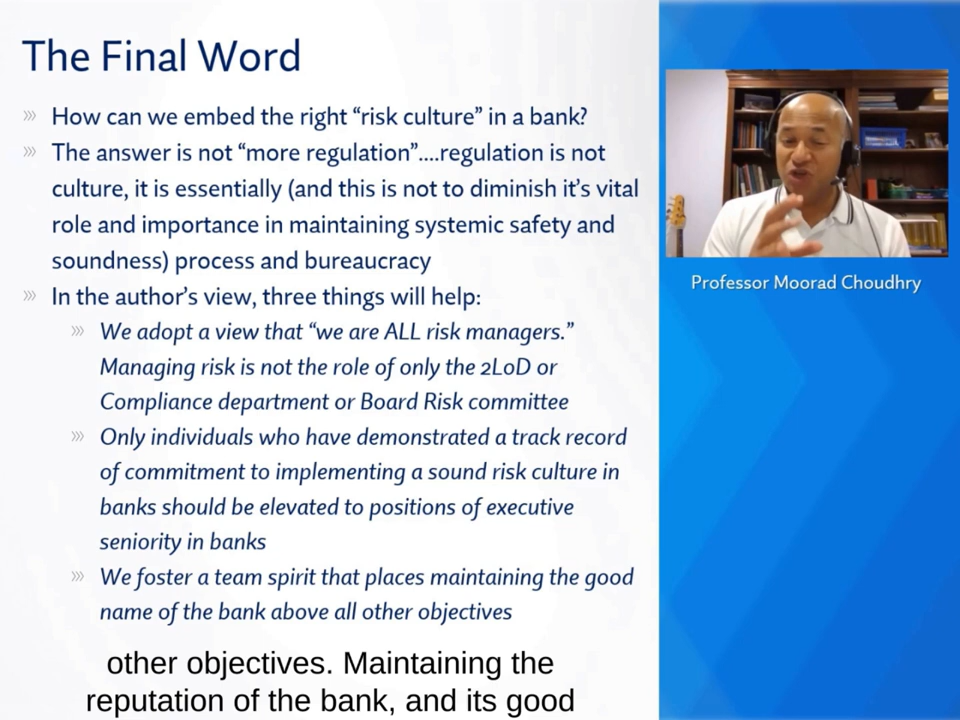 The Final Word
» How can we embed the right “risk culture” in a bank?
» The answer is not “more regulation”....regulation is not
culture, it is essentially (and this is not to diminish it’s vital
role and importance in maintaining systemic safety and
soundness) process and bureaucracy
» In the author’s view, three things will help:
» We adopt a view that “we are ALL risk managers.”
Managing risk is not the role of only the 2LoD or
Compliance department or Board Risk committee
» Only individuals who have demonstrated a track record
of commitment to implementing a sound risk culture in
banks should be elevated to positions of executive
seniority in banks
» We foster a team spirit that places maintaining the good
name of the bank above all other objectives
Professor Moorad Choudhry
other objectives. Maintaining the
reputation of the bank, and its good